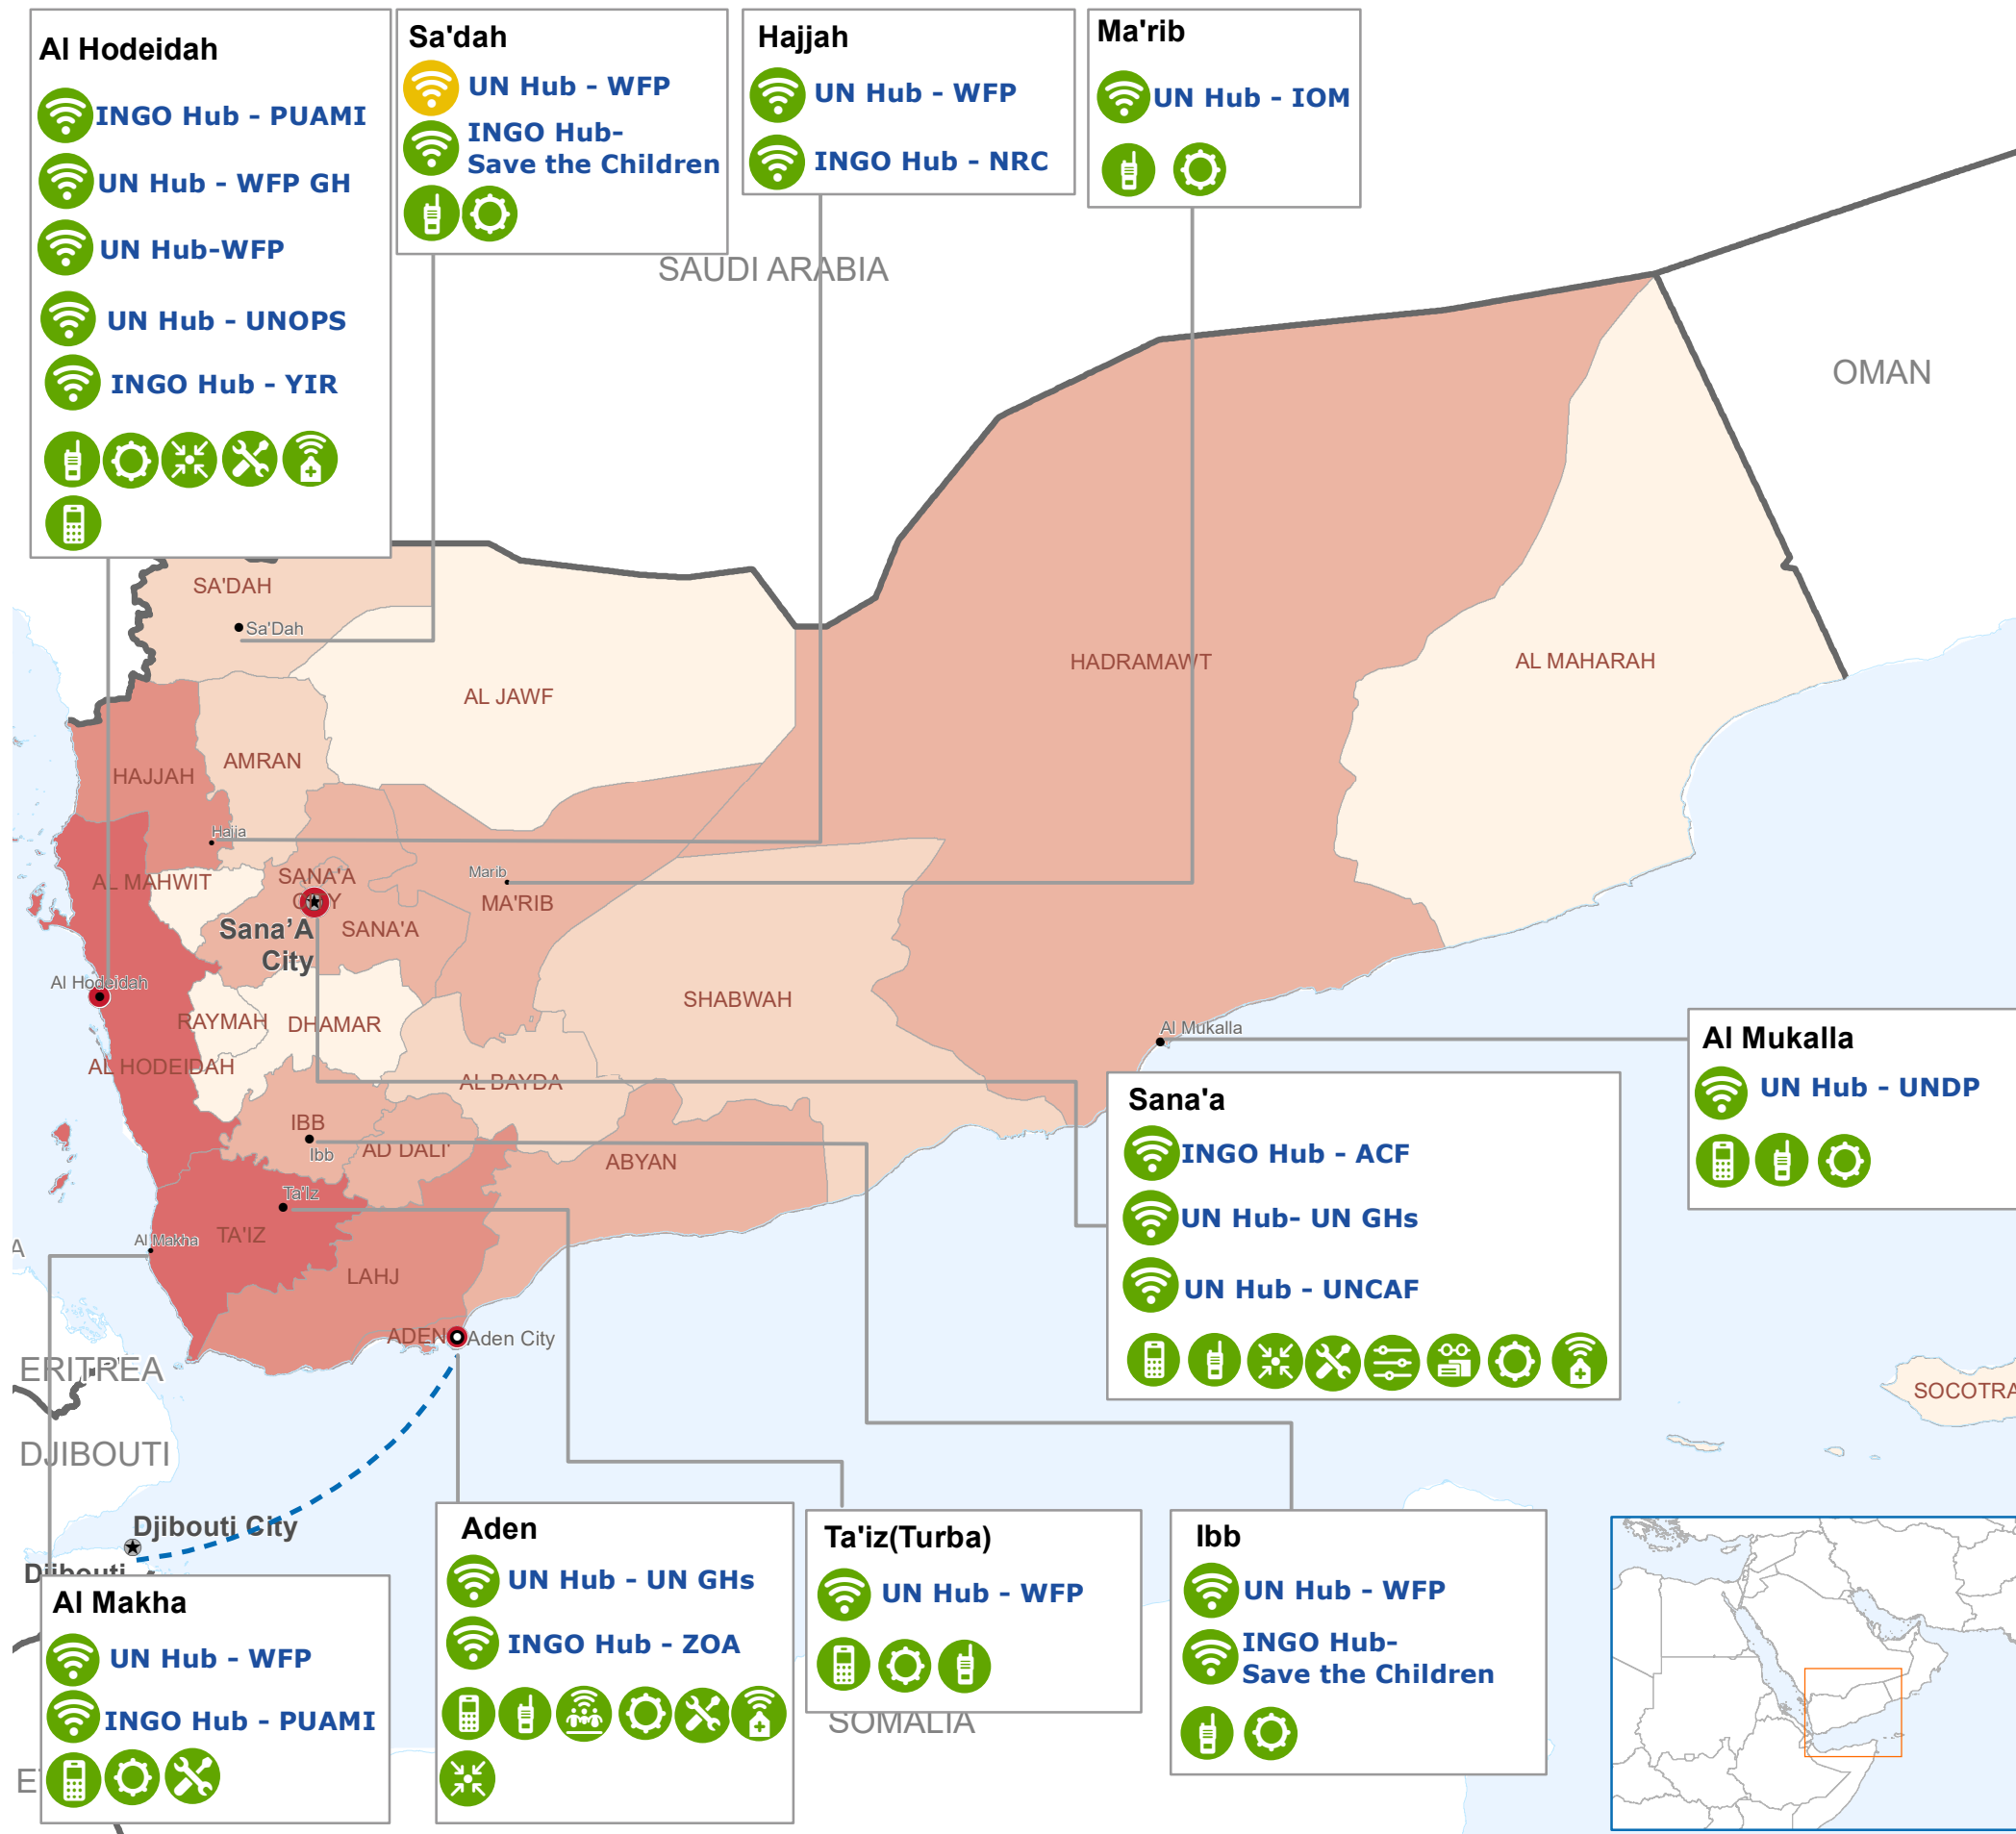 Al Hodeidah
INGO Hub - PUAMI
UN Hub - WFP GH
UN Hub-WFP
UN Hub - UNOPS
INGO Hub - YIR
Sa'dah
UN Hub - WFP
INGO Hub-
Save the Children
Hajjah
UN Hub - WFP
INGO Hub - NRC
Ma'rib
UN Hub - IOM
SAUDI ARABIA
OMAN
SA'DAH
Sa'Dah
AL JAWF
HADRAMAWT
AL MAHARAH
AMRAN
HAJJAH
Hajja
AL MAHWIT
SANA'A
CITY
Sana'A
City
SANA'A
Marib
MA'RIB
Al Hodeidah
RAYMAH
DHAMAR
SHABWAH
AL HODEIDAH
AL BAYDA
Al Mukalla
IBB
Ibb
AD DALI'
ABYAN
Ta'Iz
TA'IZ
Al Makha
LAHJ
ADEN
Aden City
ERITREA
DJIBOUTI
Djibouti City
Djibouti
SOMALIA
SOCOTRA
Al Mukalla
UN Hub - UNDP
Sana'a
INGO Hub - ACF
UN Hub- UN GHs
UN Hub - UNCAF
Al Makha
UN Hub - WFP
INGO Hub - PUAMI
Aden
UN Hub - UN GHs
INGO Hub - ZOA
Ta'iz(Turba)
UN Hub - WFP
Ibb
UN Hub - WFP
INGO Hub-
Save the Children